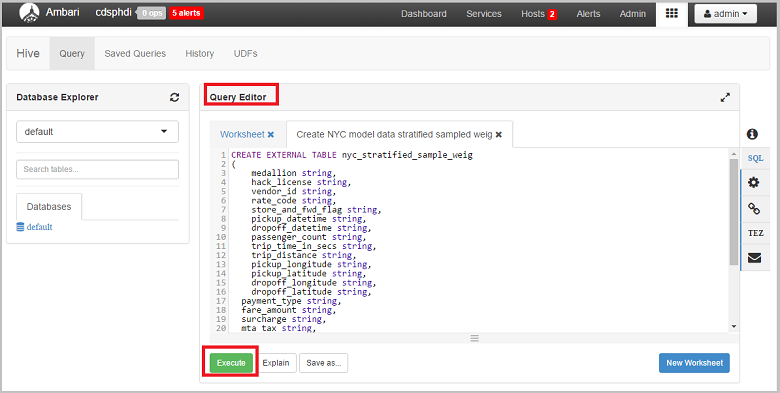 Ambari cdsphdi 0 ops 5 alerts Dashboard Services Hosts 2 Alerts Admin admin
Hive Query Saved Queries History UDFs
Database Explorer
default
Search tables...
Databases
default
Query Editor
Worksheet Create NYC model data stratified sampled weig
1 CREATE EXTERNAL TABLE nyc_stratified_sample_weig
2 (
3 medallion string,
4 hack_license string,
5 vendor_id string,
6 rate_code string,
7 store_and_fwd_flag string,
8 pickup_datetime string,
9 dropoff_datetime string,
10 passenger_count string,
11 trip_time_in_secs string,
12 trip_distance string,
13 pickup_longitude string,
14 pickup_latitude string,
15 dropoff_longitude string,
16 dropoff_latitude string,
17 payment_type string,
18 fare_amount string,
19 surcharge string,
20 mta_tax string,
Execute Explain Save as... New Worksheet
SQL
TEZ